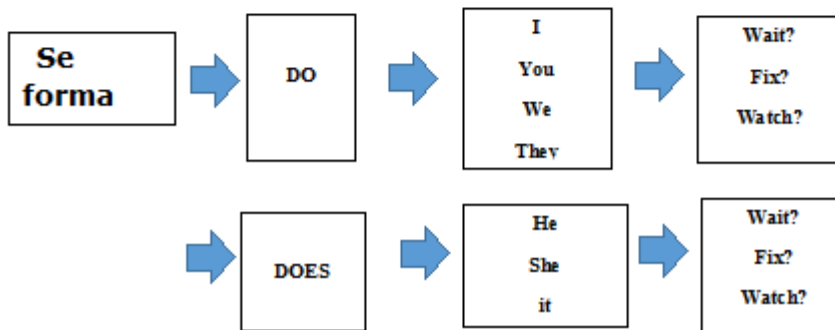 Se
forma
DO
I
You
We
They
Wait?
Fix?
Watch?
DOES
He
She
it
Wait?
Fix?
Watch?